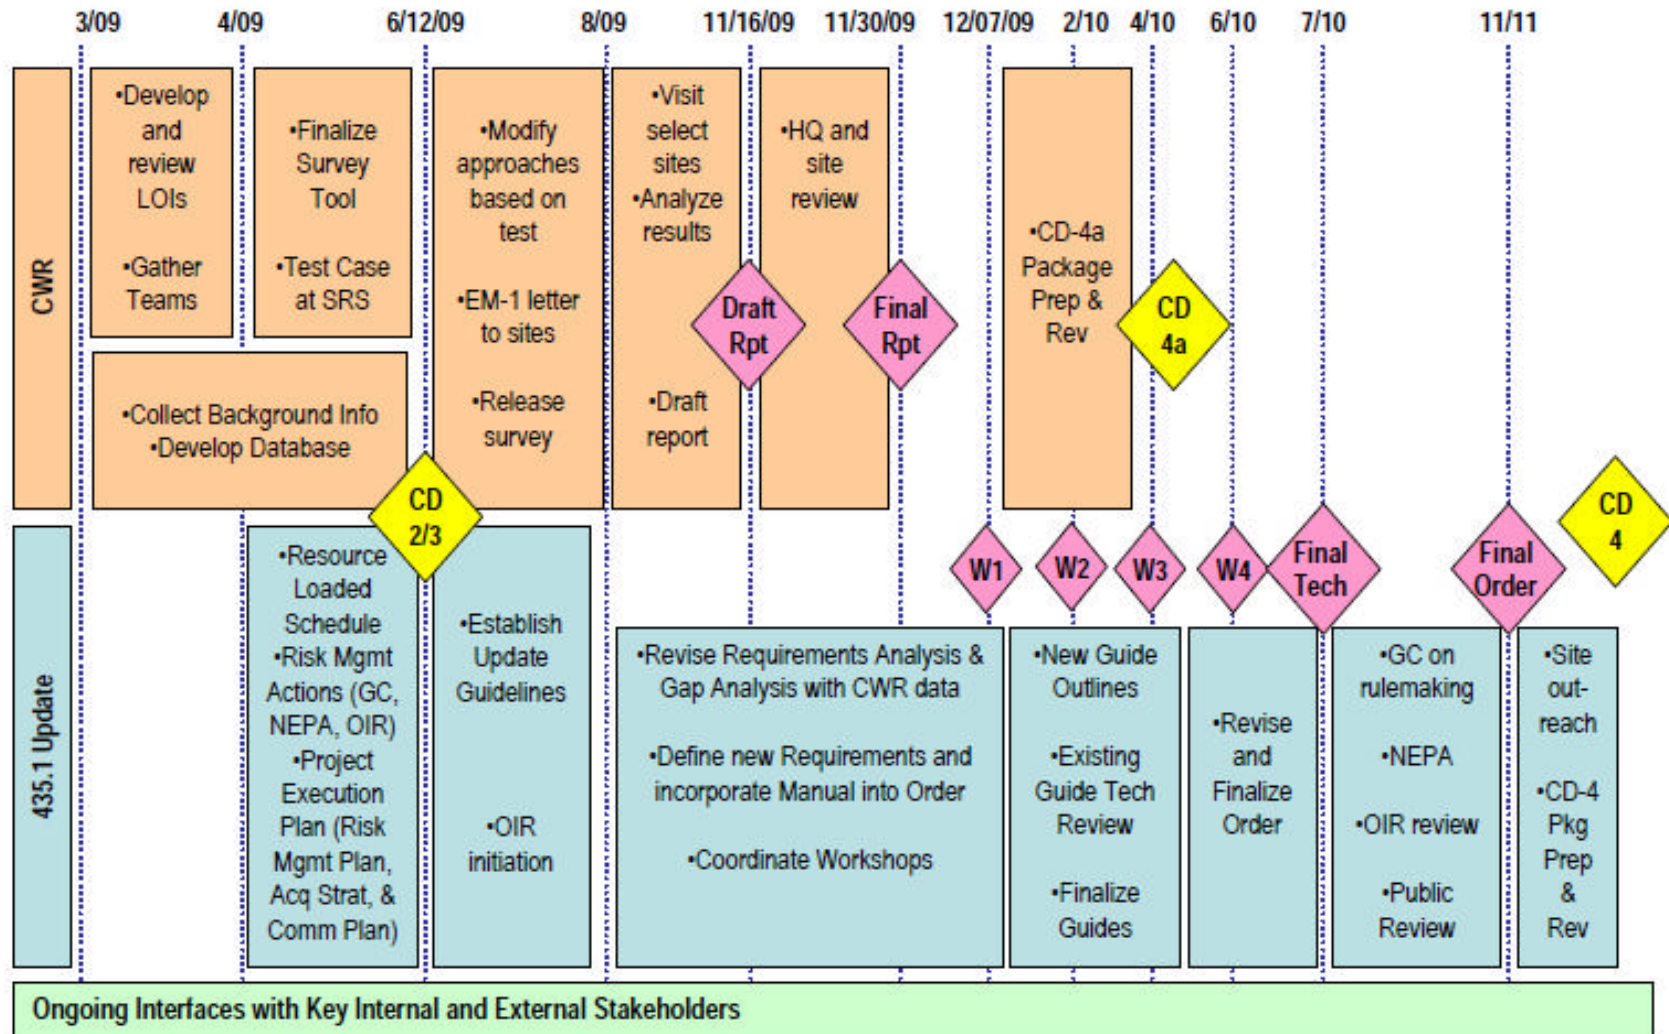 3/09 4/09 6/12/09 8/09 11/16/09 11/30/09 12/07/09 2/10 4/10 6/10 7/10 11/11
CWR
•Develop
and
review
LOIs
•Gather
Teams
•Finalize
Survey
Tool
•Test Case
at SRS
•Collect Background Info
•Develop Database
•Modify
approaches
based on
test
•EM-1 letter
to sites
•Release
survey
•Visit
select
sites
•Analyze
results
•Draft
report
Draft
Rpt
•HQ and
site
review
Final
Rpt
•CD-4a
Package
Prep &
Rev
CD
4a
CD
2/3
CD
4
435.1 Update
•Resource
Loaded
Schedule
•Risk Mgmt
Actions (GC,
NEPA, OIR)
•Project
Execution
Plan (Risk
Mgmt Plan,
Acq Strat, &
Comm Plan)
•Establish
Update
Guidelines
•OIR
initiation
•Revise Requirements Analysis &
Gap Analysis with CWR data
•Define new Requirements and
incorporate Manual into Order
•Coordinate Workshops
W1
W2
W3
W4
Final
Tech
Final
Order
•New Guide
Outlines
•Existing
Guide Tech
Review
•Finalize
Guides
•Revise
and
Finalize
Order
•GC on
rulemaking
•NEPA
•OIR review
•Public
Review
•Site
out-
reach
•CD-4
Pkg
Prep
&
Rev
Ongoing Interfaces with Key Internal and External Stakeholders